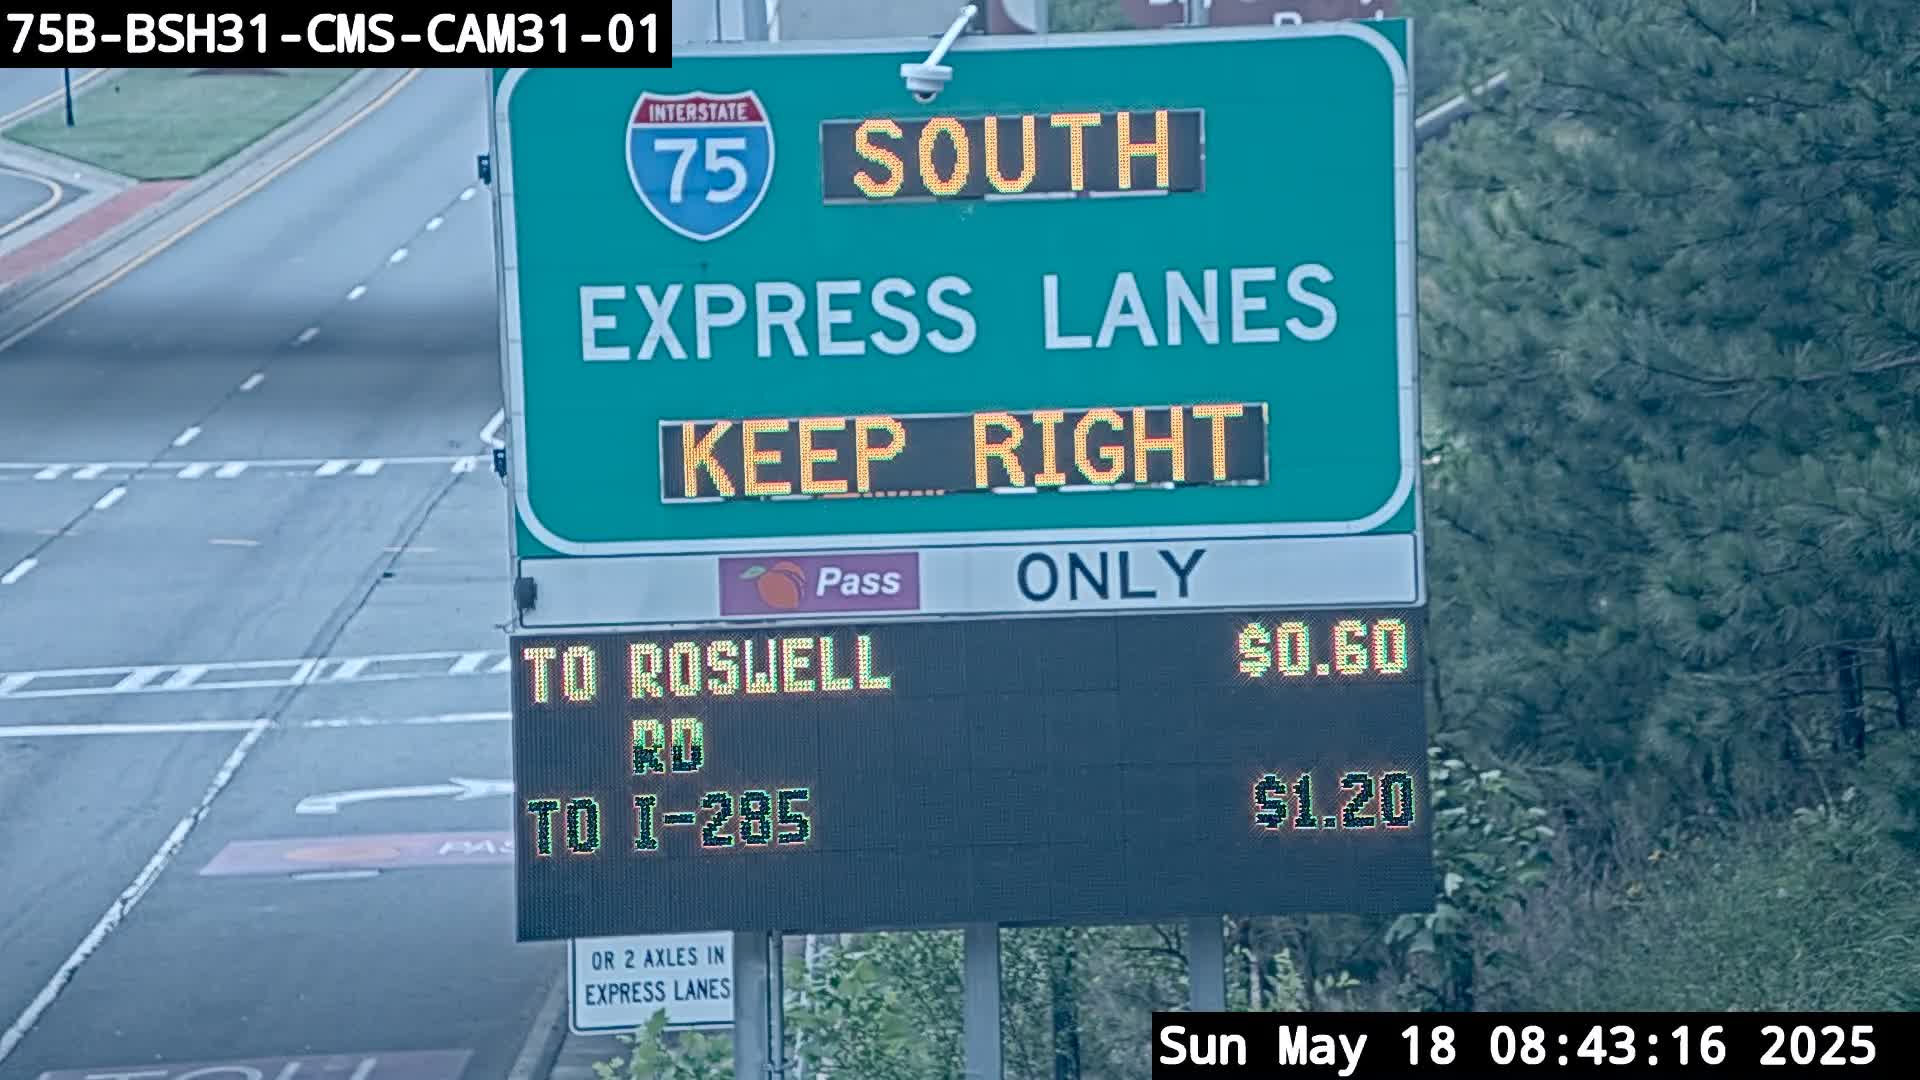 75B-BSH31-CMS-CAM31-01
INTERSTATE
75
SOUTH
EXPRESS LANES
KEEP RIGHT
Pass ONLY
TO ROSWELL $0.60
RD
TO I-285 $1.20
OR 2 AXLES IN
EXPRESS LANES
Sun May 18 08:43:16 2025